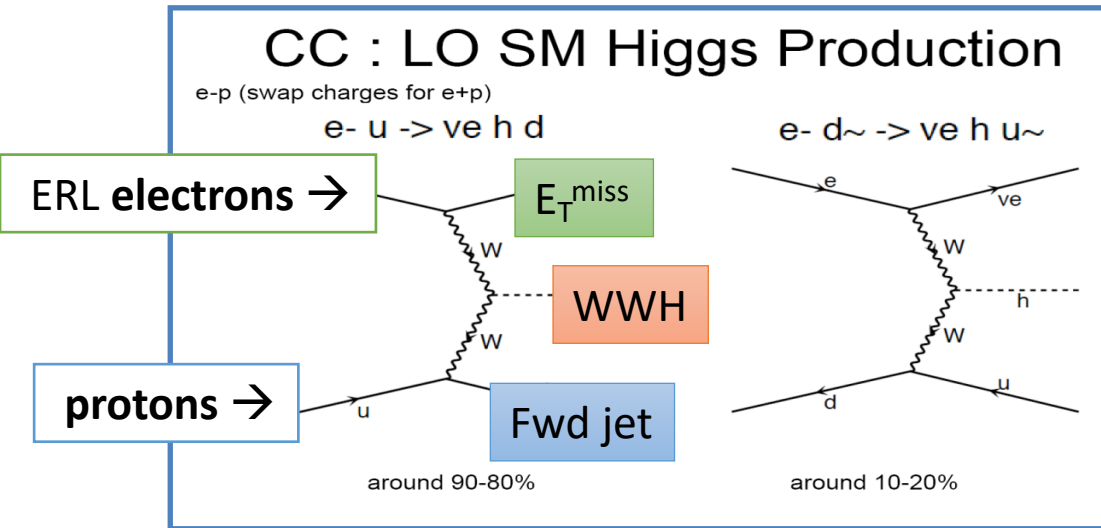 CC : LO SM Higgs Production
e-p (swap charges for e+p)
e- u -> ve h d
e- d~ -> ve h u~
ERL electrons →
E_T^miss
e
ve
W
W
WWH
h
W
W
protons →
u
Fwd jet
d
u
around 90-80%
around 10-20%